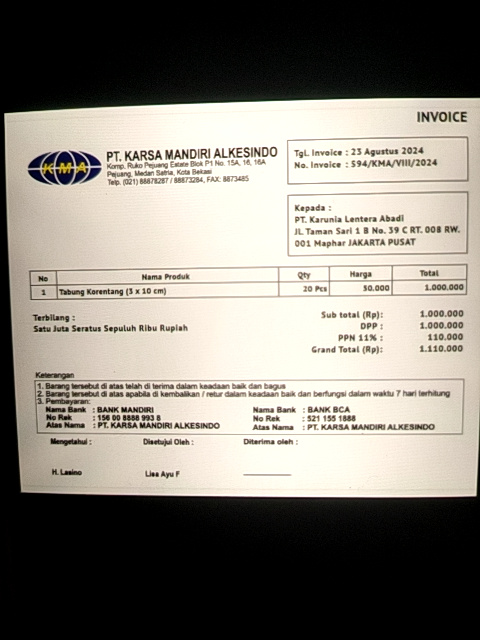 INVOICE
KMA
PT. KARSA MANDIRI ALKESINDO
Komp. Ruko Pejuang Estate Blok P1 No. 15A, 16, 16A
Pejuang, Medan Satria, Kota Bekasi
Telp. (021) 88878287 / 88873284, FAX: 8873485
Tgl. Invoice : 23 Agustus 2024
No. Invoice : 594/KMA/VIII/2024
Kepada :
PT. Karunia Lentera Abadi
JL Taman Sari 1 B No. 39 C RT. 008 RW.
001 Maphar JAKARTA PUSAT
No Nama Produk Qty Harga Total
1 Tabung Korentang (3 x 10 cm) 20 Pcs 50.000 1.000.000
Terbilang :
Satu Juta Seratus Sepuluh Ribu Rupiah
Sub total (Rp): 1.000.000
DPP : 1.000.000
PPN 11% : 110.000
Grand Total (Rp): 1.110.000
Keterangan
1. Barang tersebut di atas telah di terima dalam keadaan baik dan bagus
2. Barang tersebut di atas apabila di kembalikan / retur dalam keadaan baik dan berfungsi dalam waktu 7 hari terhitung
3. Pembayaran:
Nama Bank : BANK MANDIRI Nama Bank : BANK BCA
No Rek : 156 00 8888 993 8 No Rek : 521 155 1888
Atas Nama : PT. KARSA MANDIRI ALKESINDO Atas Nama : PT. KARSA MANDIRI ALKESINDO
Mengetahui : Disetujui Oleh : Diterima oleh :
H. Lasino Lisa Ayu F